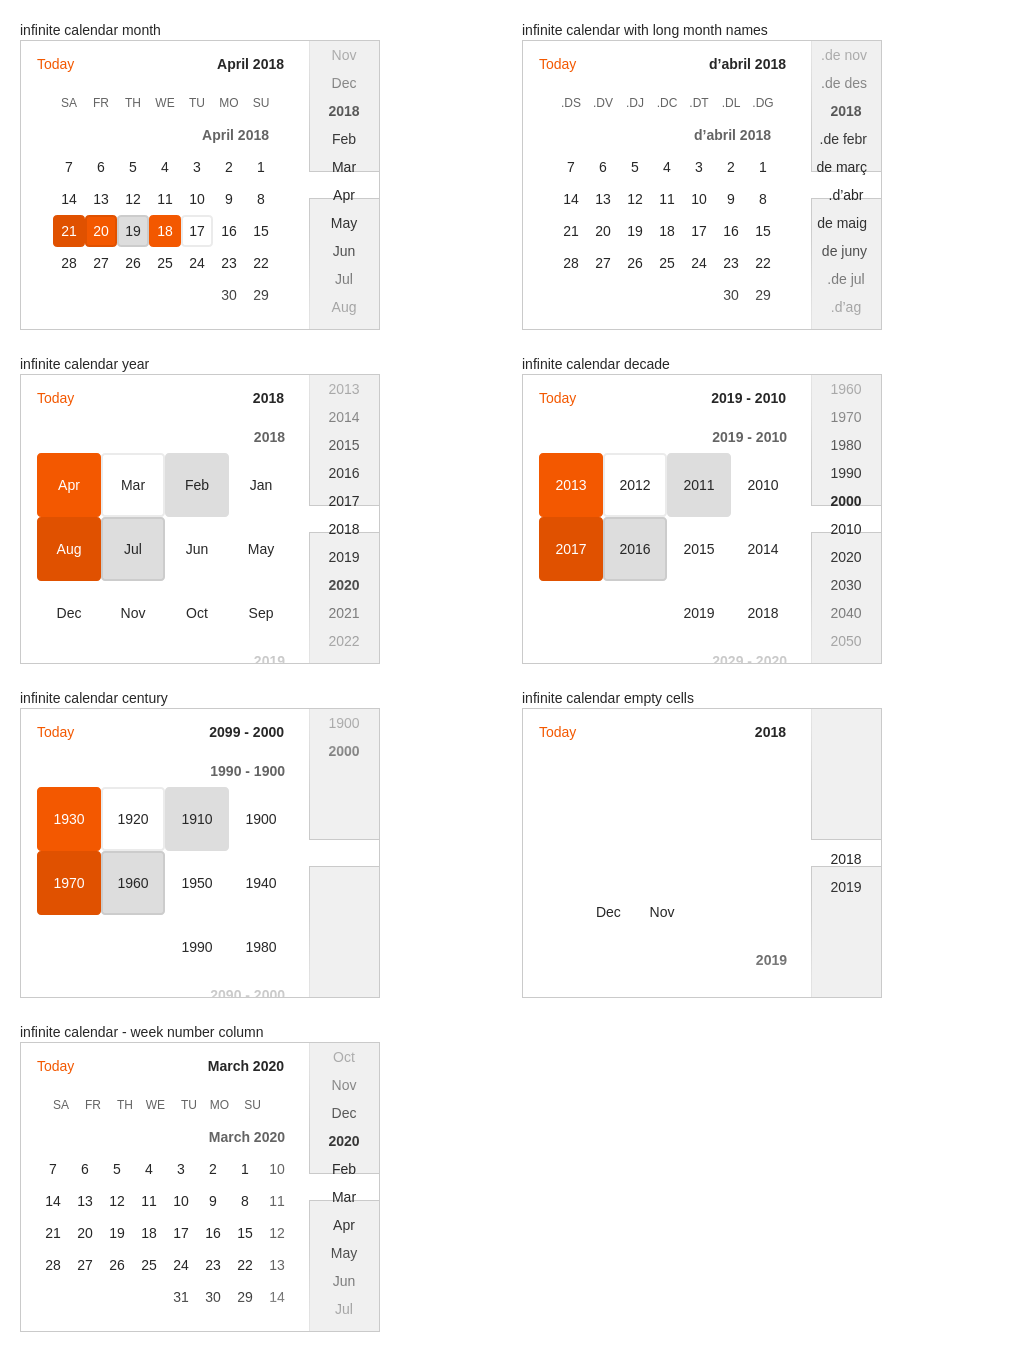 infinite calendar month
Today April 2018
SA FR TH WE TU MO SU
April 2018
7 6 5 4 3 2 1
14 13 12 11 10 9 8
21 20 19 18 17 16 15
28 27 26 25 24 23 22
30 29
Nov
Dec
2018
Feb
Mar
Apr
May
Jun
Jul
Aug
infinite calendar with long month names
Today d’abril 2018
.DS .DV .DJ .DC .DT .DL .DG
d’abril 2018
7 6 5 4 3 2 1
14 13 12 11 10 9 8
21 20 19 18 17 16 15
28 27 26 25 24 23 22
30 29
.de nov
.de des
2018
.de febr
de març
.d’abr
de maig
de juny
.de jul
.d’ag
infinite calendar year
Today 2018
2018
Apr Mar Feb Jan
Aug Jul Jun May
Dec Nov Oct Sep
2019
2013
2014
2015
2016
2017
2018
2019
2020
2021
2022
infinite calendar decade
Today 2019 - 2010
2019 - 2010
2013 2012 2011 2010
2017 2016 2015 2014
2019 2018
2029 - 2020
1960
1970
1980
1990
2000
2010
2020
2030
2040
2050
infinite calendar century
Today 2099 - 2000
1990 - 1900
1930 1920 1910 1900
1970 1960 1950 1940
1990 1980
2090 - 2000
1900
2000
infinite calendar empty cells
Today 2018
Dec Nov
2019
2018
2019
infinite calendar - week number column
Today March 2020
SA FR TH WE TU MO SU
March 2020
7 6 5 4 3 2 1 10
14 13 12 11 10 9 8 11
21 20 19 18 17 16 15 12
28 27 26 25 24 23 22 13
31 30 29 14
Oct
Nov
Dec
2020
Feb
Mar
Apr
May
Jun
Jul